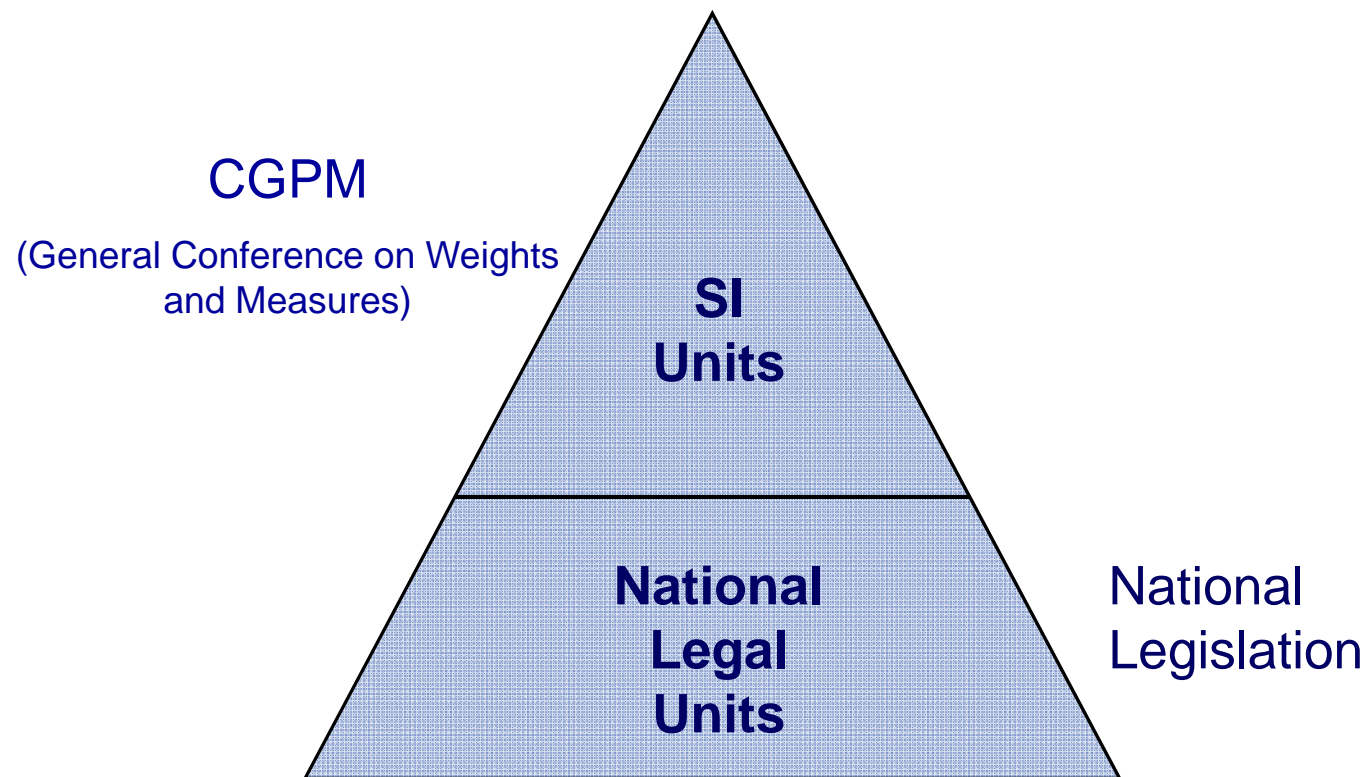 CGPM
(General Conference on Weights
and Measures)
SI
Units
National
Legal
Units
National
Legislation